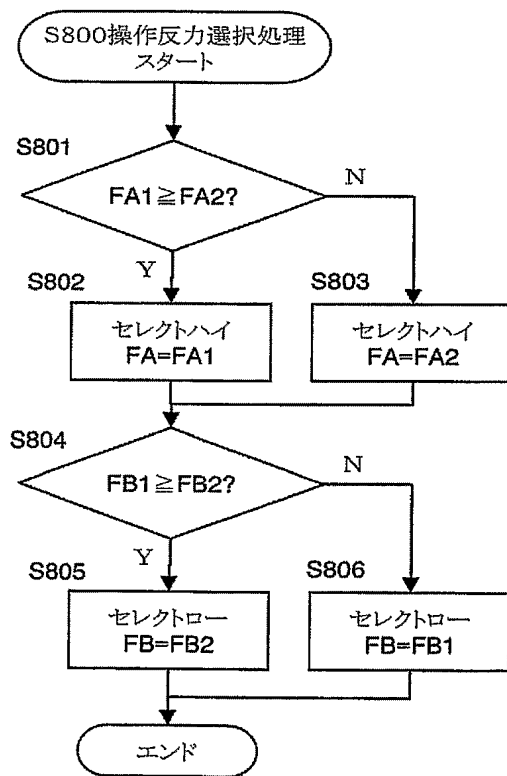 S800操作反力選択処理
スタート
S801
FA1≧FA2?
N
Y
S802
セレクトハイ
FA=FA1
S803
セレクトハイ
FA=FA2
S804
FB1≧FB2?
N
Y
S805
セレクトロー
FB=FB2
S806
セレクトロー
FB=FB1
エンド